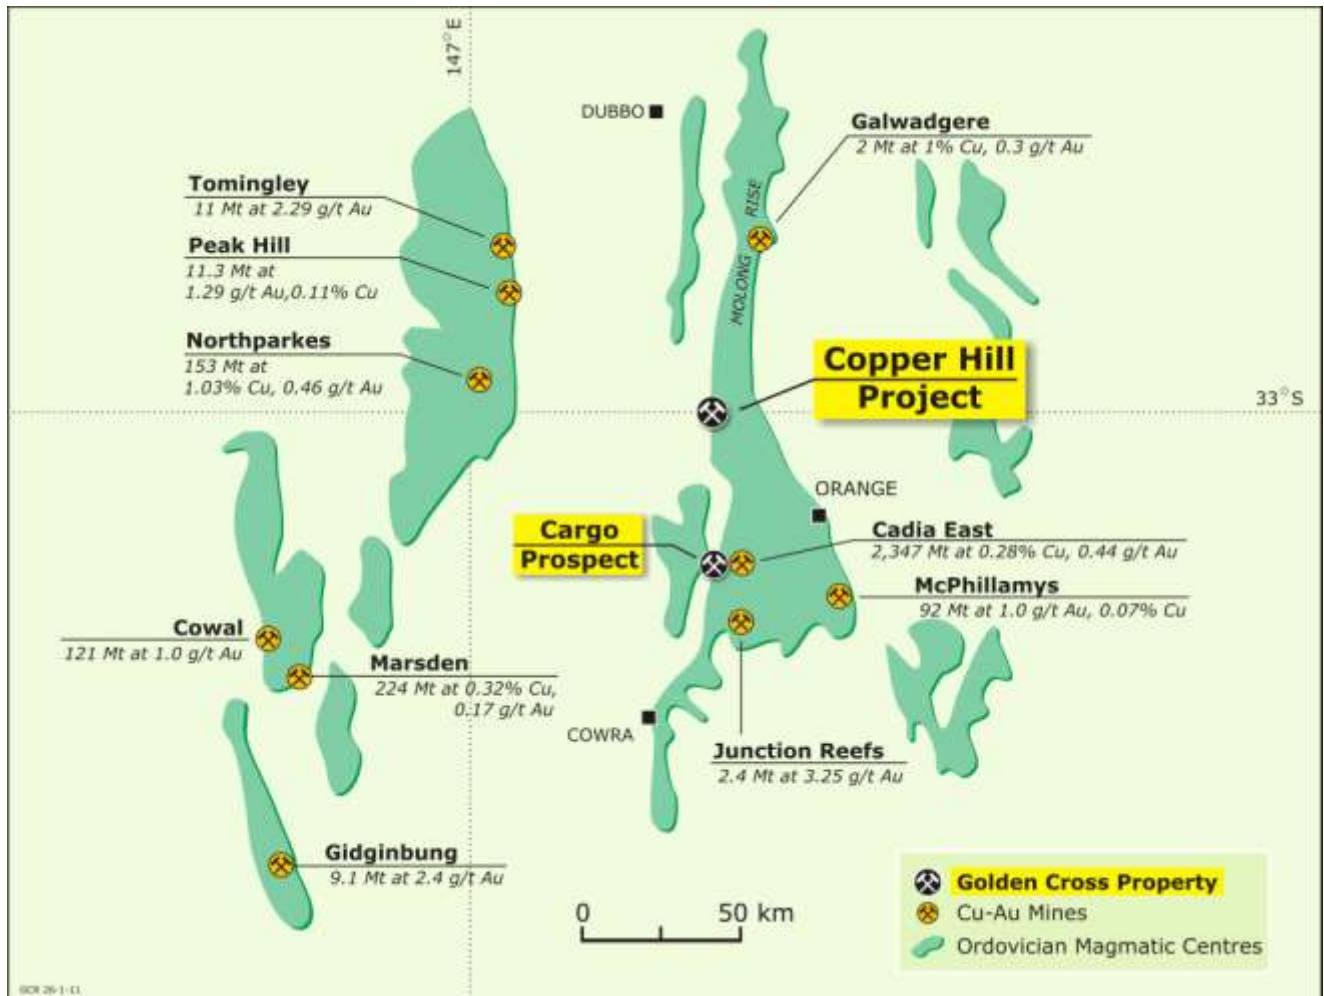 147°E
DUBBO
Galwadgere
2 Mt at 1% Cu, 0.3 g/t Au
Tomingley
11 Mt at 2.29 g/t Au
Peak Hill
11.3 Mt at
1.29 g/t Au,0.11% Cu
MOLONG RISE
Northparkes
153 Mt at
1.03% Cu, 0.46 g/t Au
Copper Hill
Project
33°S
ORANGE
Cargo
Prospect
Cadia East
2,347 Mt at 0.28% Cu, 0.44 g/t Au
McPhillamys
92 Mt at 1.0 g/t Au, 0.07% Cu
Cowal
121 Mt at 1.0 g/t Au
Marsden
224 Mt at 0.32% Cu,
0.17 g/t Au
COWRA
Junction Reefs
2.4 Mt at 3.25 g/t Au
Gidginbung
9.1 Mt at 2.4 g/t Au
0 50 km
Golden Cross Property
Cu-Au Mines
Ordovician Magmatic Centres
GCR 26-1-11